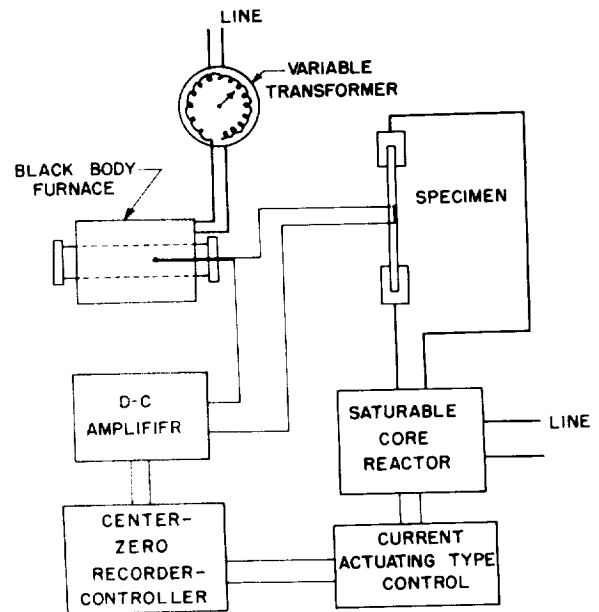 LINE
VARIABLE
TRANSFORMER
BLACK BODY
FURNACE
SPECIMEN
D-C
AMPLIFIFR
SATURABLE
CORE
REACTOR
LINE
CENTER-
ZERO
RECORDER-
CONTROLLER
CURRENT
ACTUATING TYPE
CONTROL